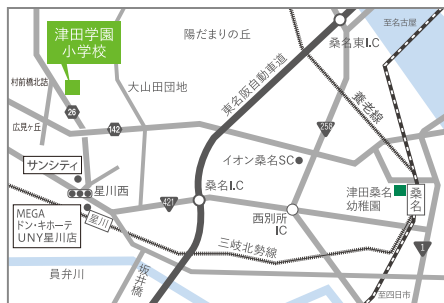 津田学園
小学校
陽だまりの丘
至名古屋
桑名東I.C
村前橋北詰
大山田団地
東名阪自動車道
養老線
広見ヶ丘
26
142
258
サンシティ
イオン桑名SC
星川西
421
桑名I.C
津田桑名
幼稚園
桑名
MEGA
ドン・キホーテ
UNY星川店
星川
西別所
IC
三岐北勢線
1
員弁川
坂井橋
至四日市